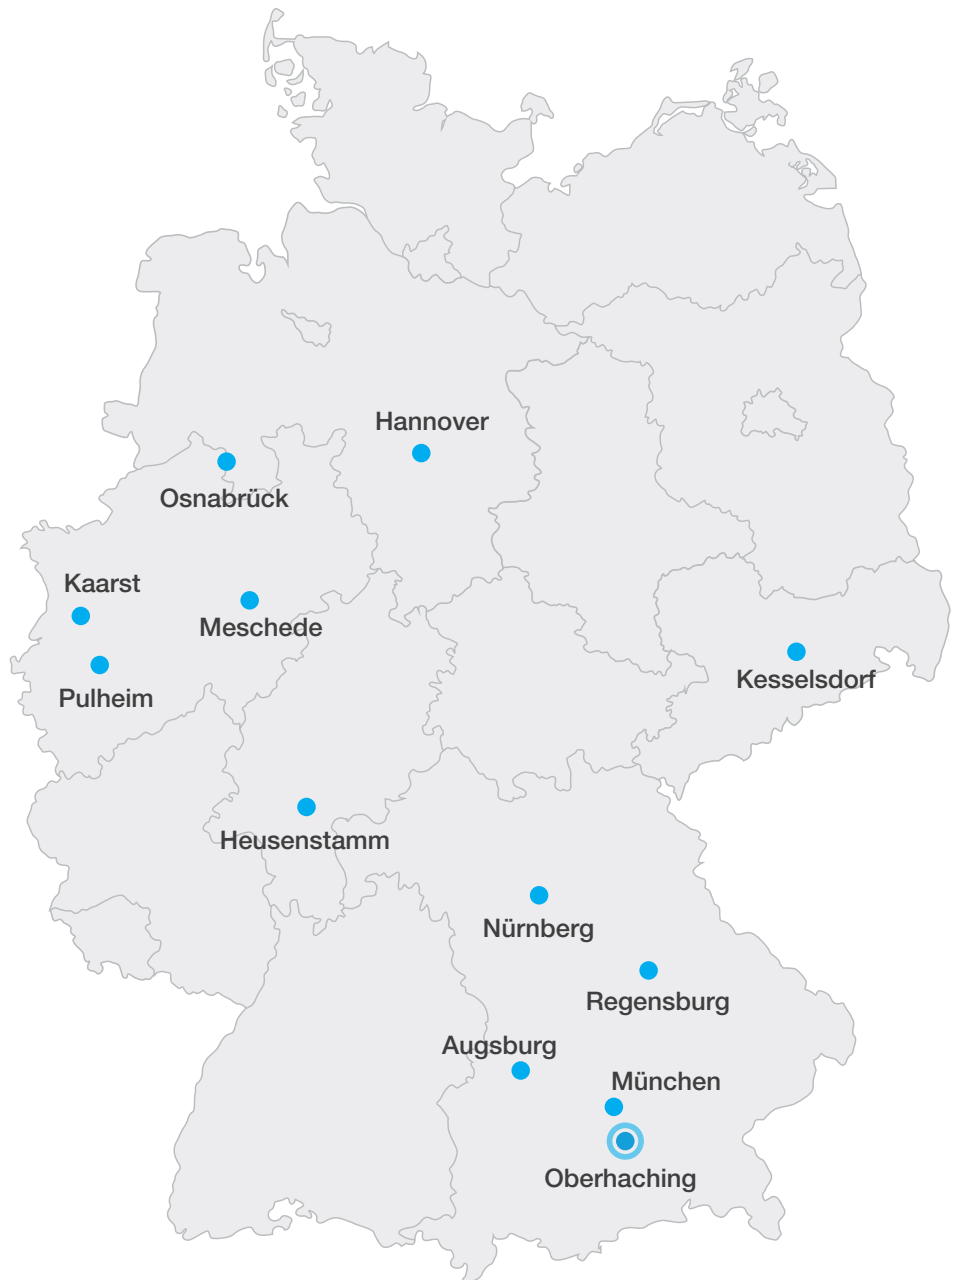 Hannover
Osnabrück
Kaarst
Meschede
Pulheim
Kesselsdorf
Heusenstamm
Nürnberg
Regensburg
Augsburg
München
Oberhaching